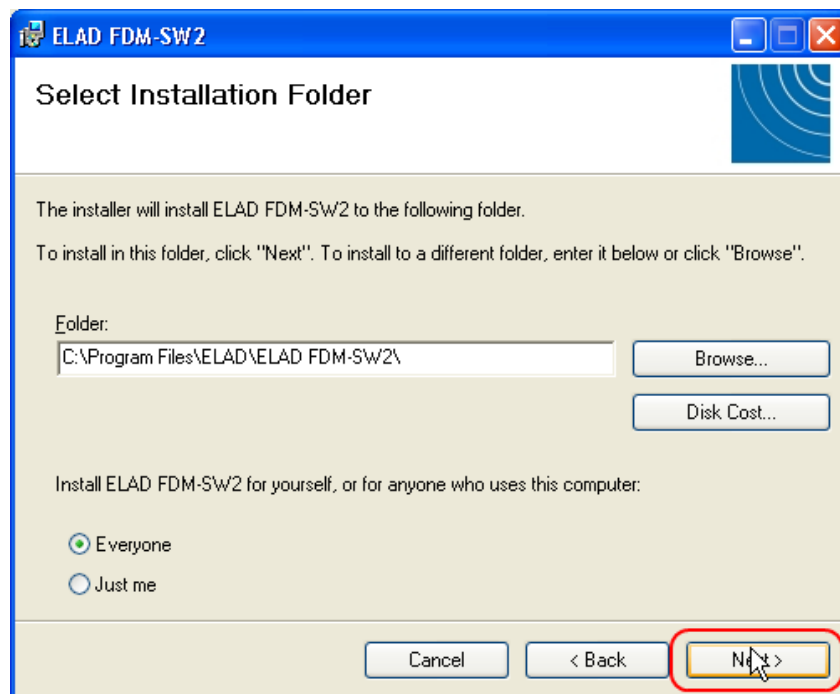 ELAD FDM-SW2
Select Installation Folder
The installer will install ELAD FDM-SW2 to the following folder.
To install in this folder, click "Next". To install to a different folder, enter it below or click "Browse".
Folder:
C:\Program Files\ELAD\ELAD FDM-SW2\
Browse...
Disk Cost...
Install ELAD FDM-SW2 for yourself, or for anyone who uses this computer:
Everyone
Just me
Cancel
< Back
Next >